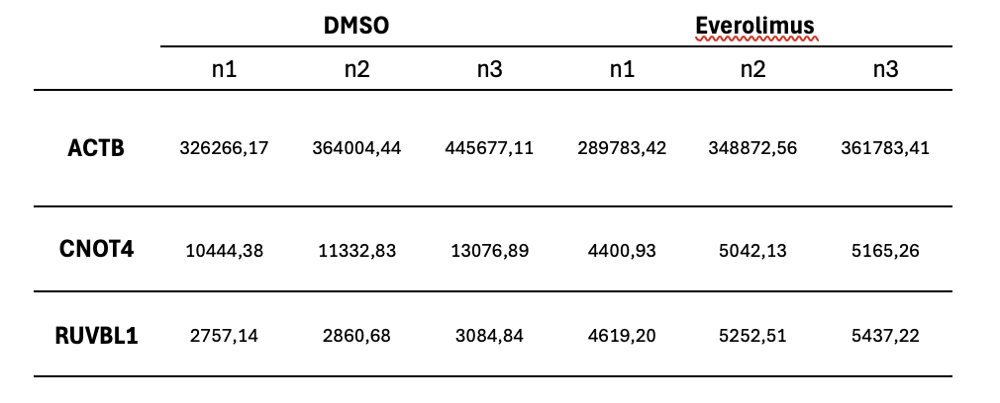 DMSO Everolimus
n1 n2 n3 n1 n2 n3
ACTB 326266,17 364004,44 445677,11 289783,42 348872,56 361783,41
CNOT4 10444,38 11332,83 13076,89 4400,93 5042,13 5165,26
RUVBL1 2757,14 2860,68 3084,84 4619,20 5252,51 5437,22